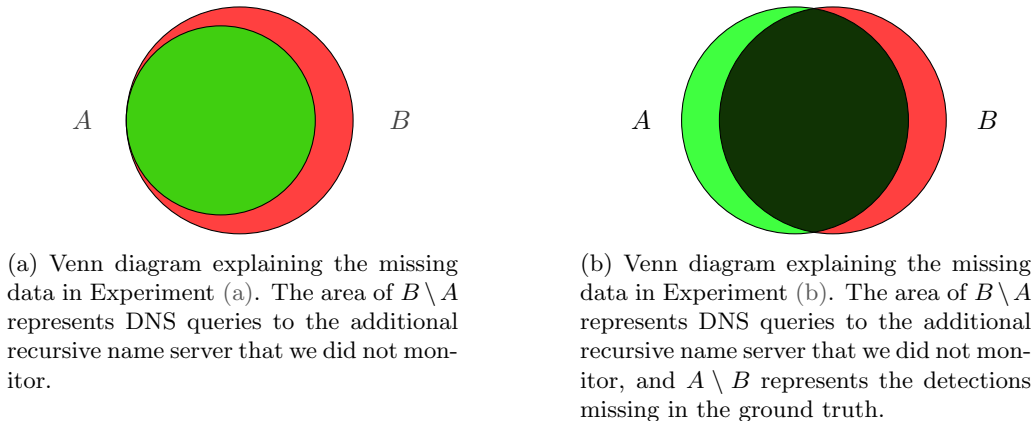 A
B
(a) Venn diagram explaining the missing
data in Experiment (a). The area of B \ A
represents DNS queries to the additional
recursive name server that we did not mon-
itor.
A
B
(b) Venn diagram explaining the missing
data in Experiment (b). The area of B \ A
represents DNS queries to the additional
recursive name server that we did not mon-
itor, and A \ B represents the detections
missing in the ground truth.